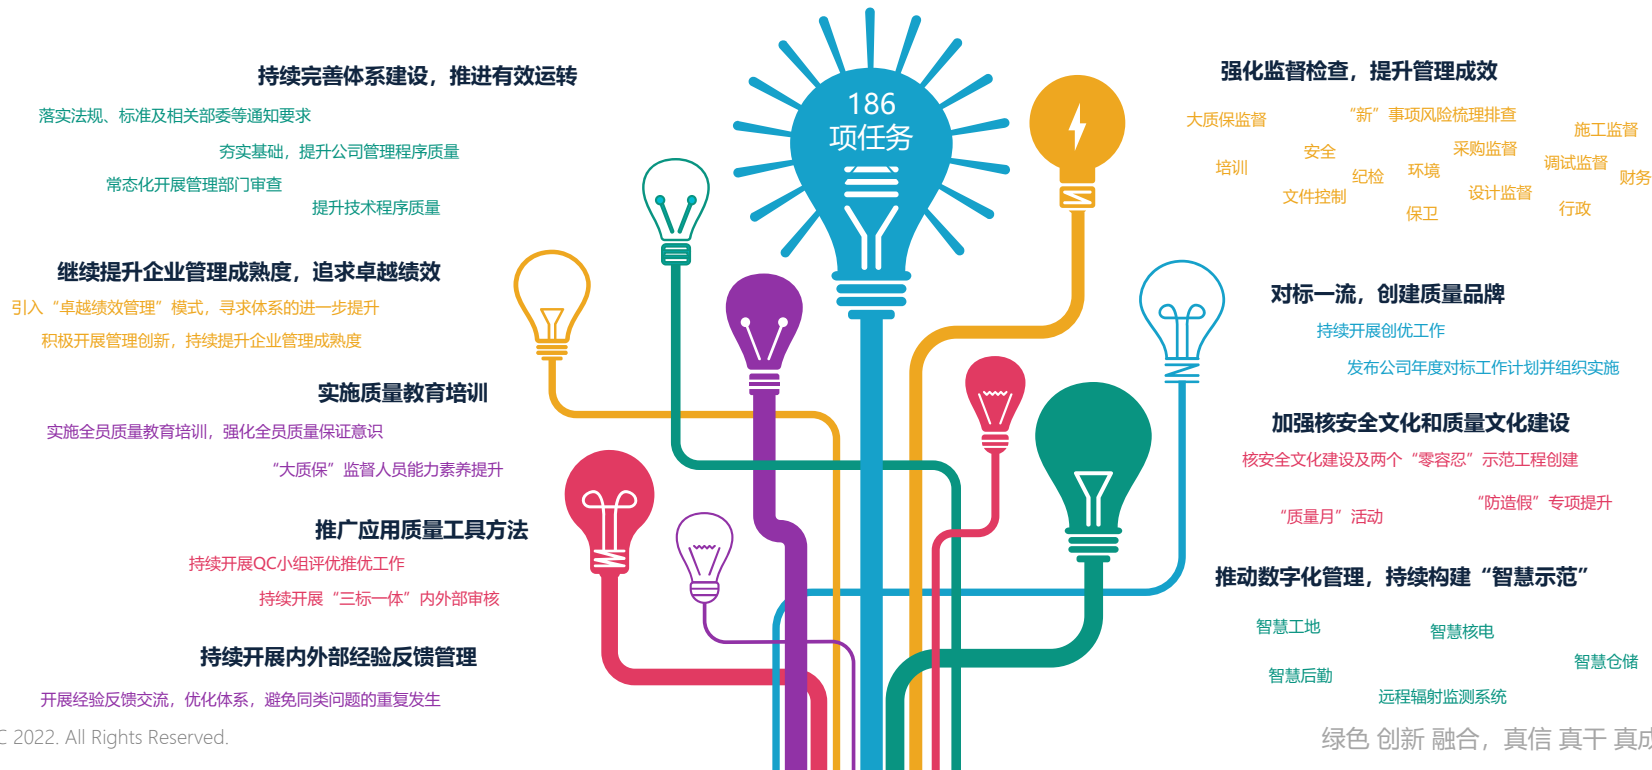 186
项任务
持续完善体系建设，推进有效运转
落实法规、标准及相关部委等通知要求
夯实基础，提升公司管理程序质量
常态化开展管理部门审查
提升技术程序质量
继续提升企业管理成熟度，追求卓越绩效
引入“卓越绩效管理”模式，寻求体系的进一步提升
积极开展管理创新，持续提升企业管理成熟度
实施质量教育培训
实施全员质量教育培训，强化全员质量保证意识
“大质保”监督人员能力素养提升
推广应用质量工具方法
持续开展QC小组评优推优工作
持续开展“三标一体”内外部审核
持续开展内外部经验反馈管理
开展经验反馈交流，优化体系，避免同类问题的重复发生
强化监督检查，提升管理成效
大质保监督
“新”事项风险梳理排查
施工监督
培训
安全
纪检
环境
采购监督
调试监督
财务
文件控制
保卫
设计监督
行政
对标一流，创建质量品牌
持续开展创优工作
发布公司年度对标工作计划并组织实施
加强核安全文化和质量文化建设
核安全文化建设及两个“零容忍”示范工程创建
“防造假”专项提升
“质量月”活动
推动数字化管理，持续构建“智慧示范”
智慧工地
智慧核电
智慧仓储
智慧后勤
远程辐射监测系统
C 2022. All Rights Reserved.
绿色 创新 融合，真信 真干 真成